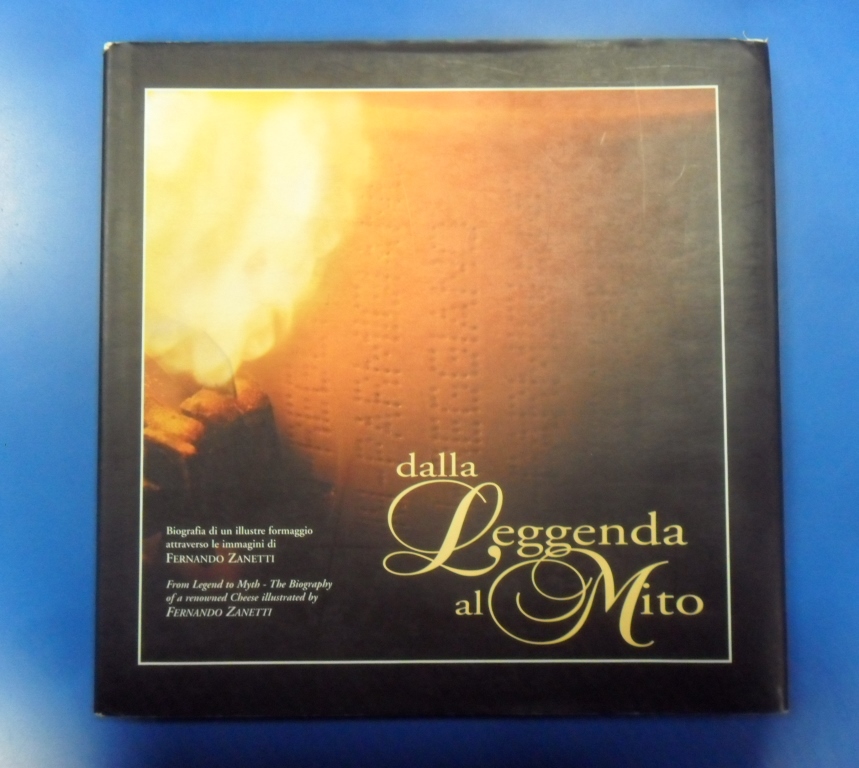 dalla
Leggenda
al Mito
Biografia di un illustre formaggio
attraverso le immagini di
FERNANDO ZANETTI
From Legend to Myth - The Biography
of a renowned Cheese illustrated by
FERNANDO ZANETTI